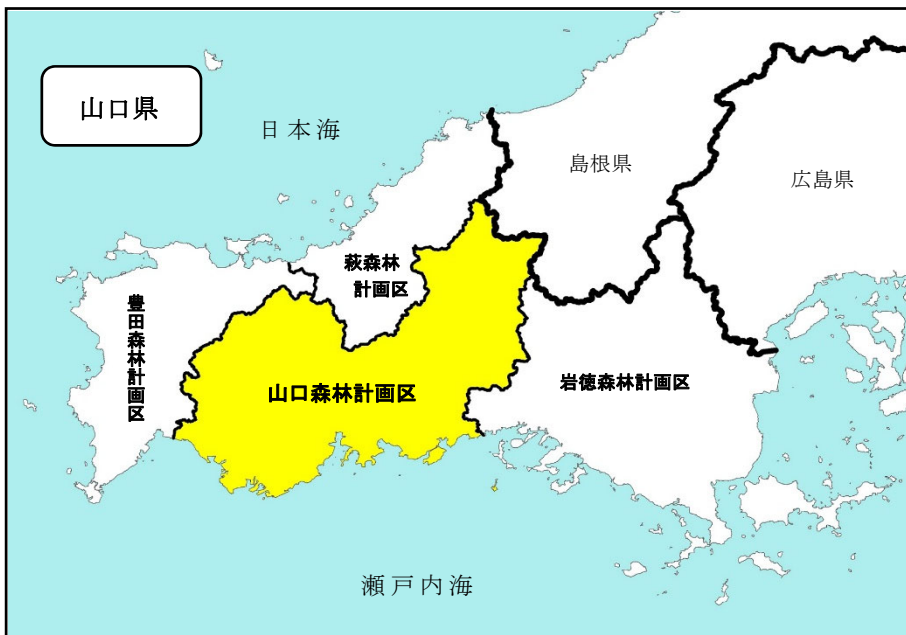 山口県
日本海
島根県
広島県
萩森林
計画区
豊田森林計画区
山口森林計画区
岩徳森林計画区
瀬戸内海